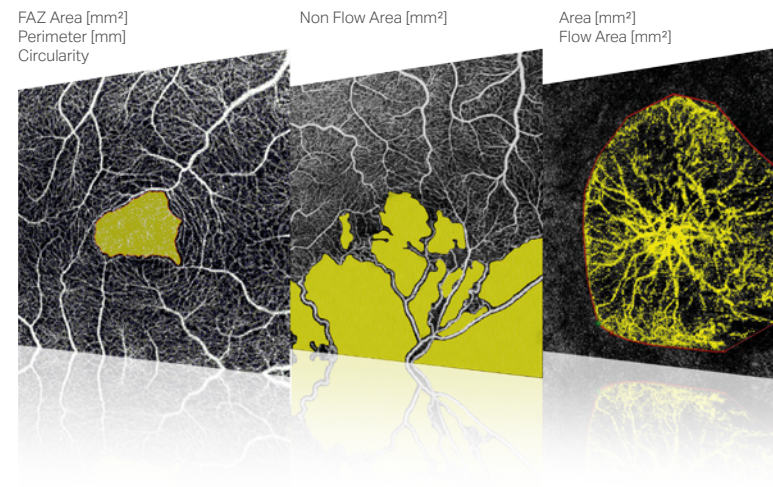 FAZ Area [mm²]
Perimeter [mm]
Circularity
Non Flow Area [mm²]
Area [mm²]
Flow Area [mm²]